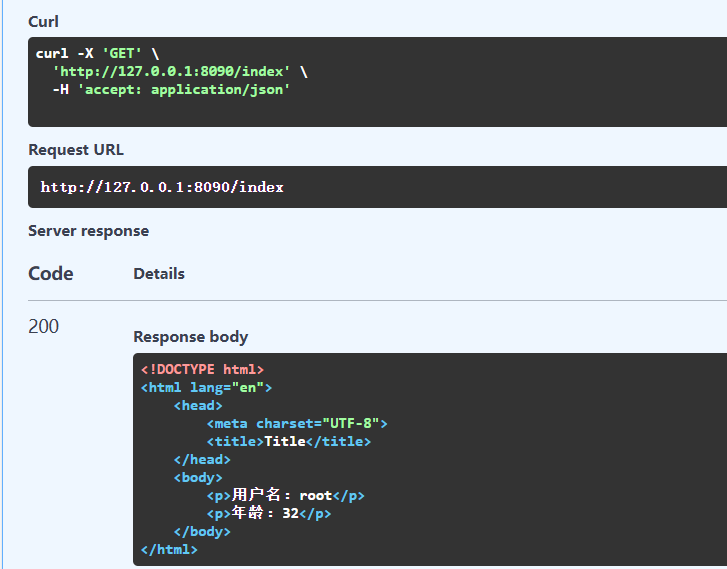 Curl
curl -X 'GET' \
  'http://127.0.0.1:8090/index' \
  -H 'accept: application/json'
Request URL
http://127.0.0.1:8090/index
Server response
Code Details
200
Response body
<!DOCTYPE html>
<html lang="en">
    <head>
        <meta charset="UTF-8">
        <title>Title</title>
    </head>
    <body>
        <p>用户名：root</p>
        <p>年龄：32</p>
    </body>
</html>